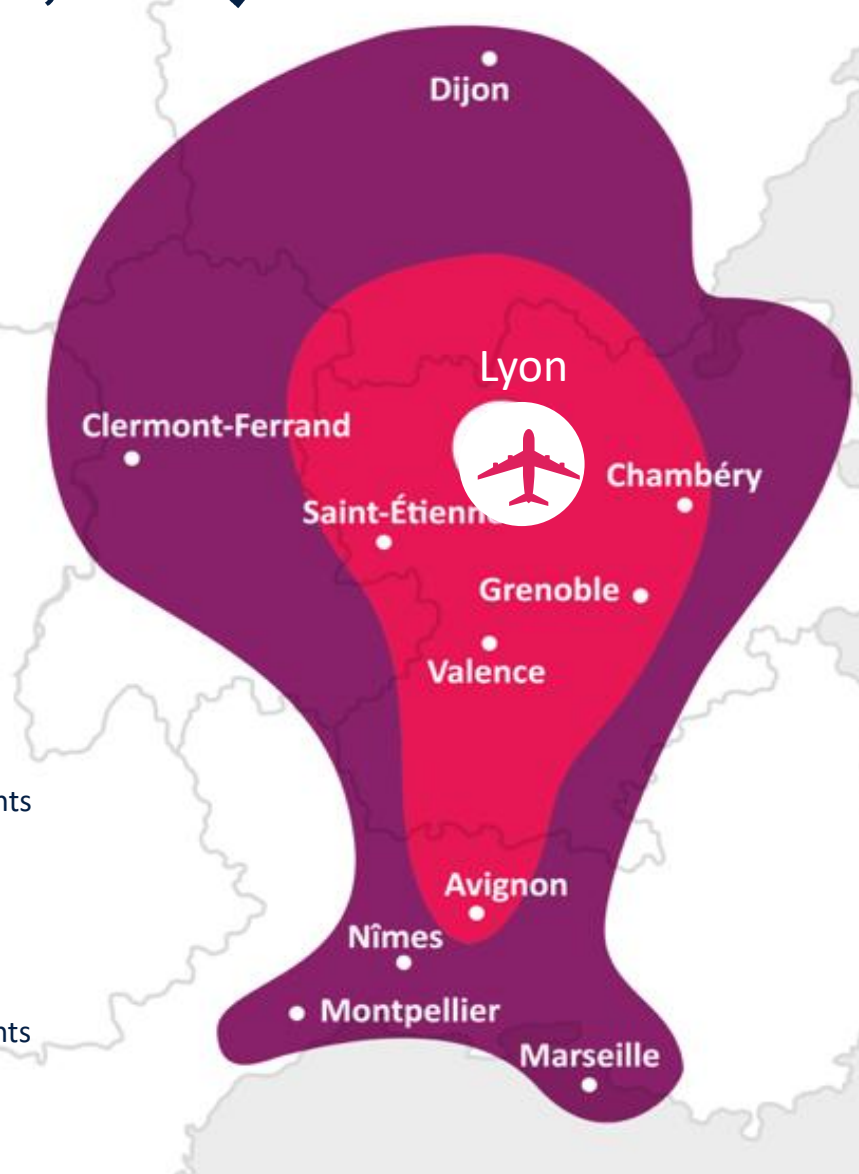 Dijon
Lyon
Clermont-Ferrand
Chambéry
Grenoble
Valence
Avignon
Nîmes
Montpellier
Marseille